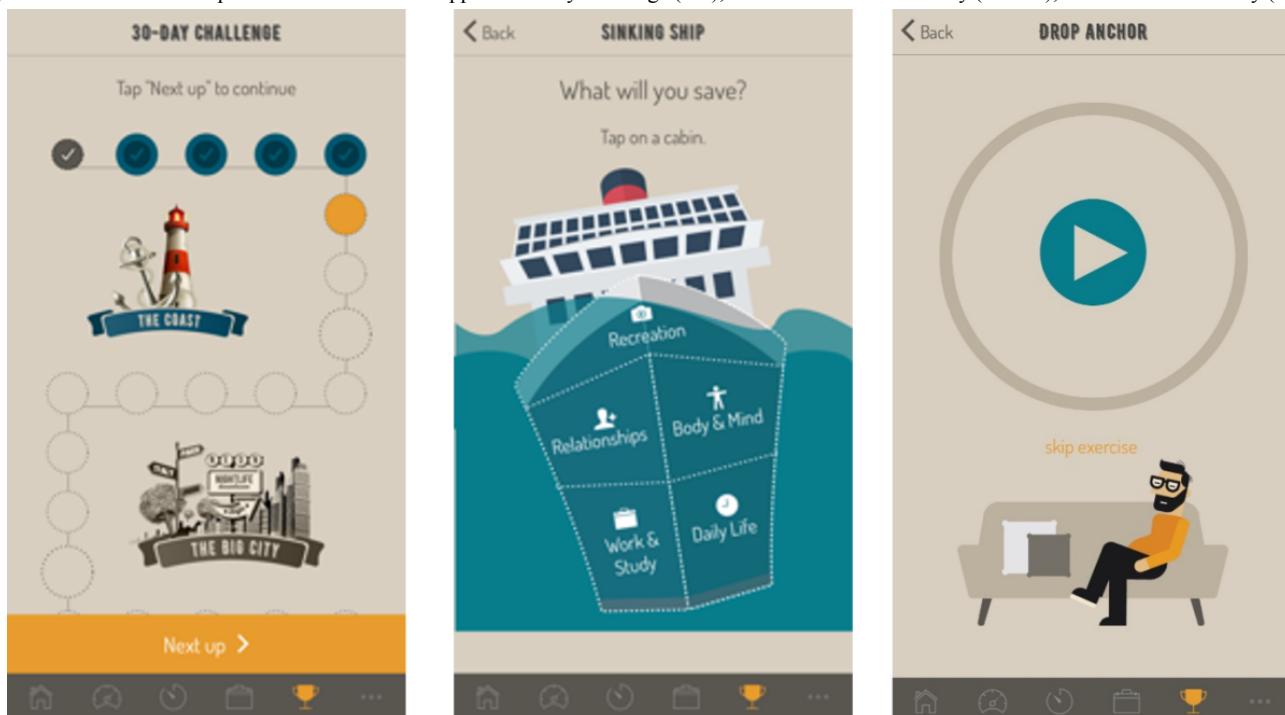 30-DAY CHALLENGE
Tap "Next up" to continue
THE COAST
NIGHTLIFE
THE BIG CITY
Next up
Back
SINKING SHIP
What will you save?
Tap on a cabin.
Recreation
Relationships
Body & Mind
Work &
Study
Daily Life
Back
DROP ANCHOR
skip exercise